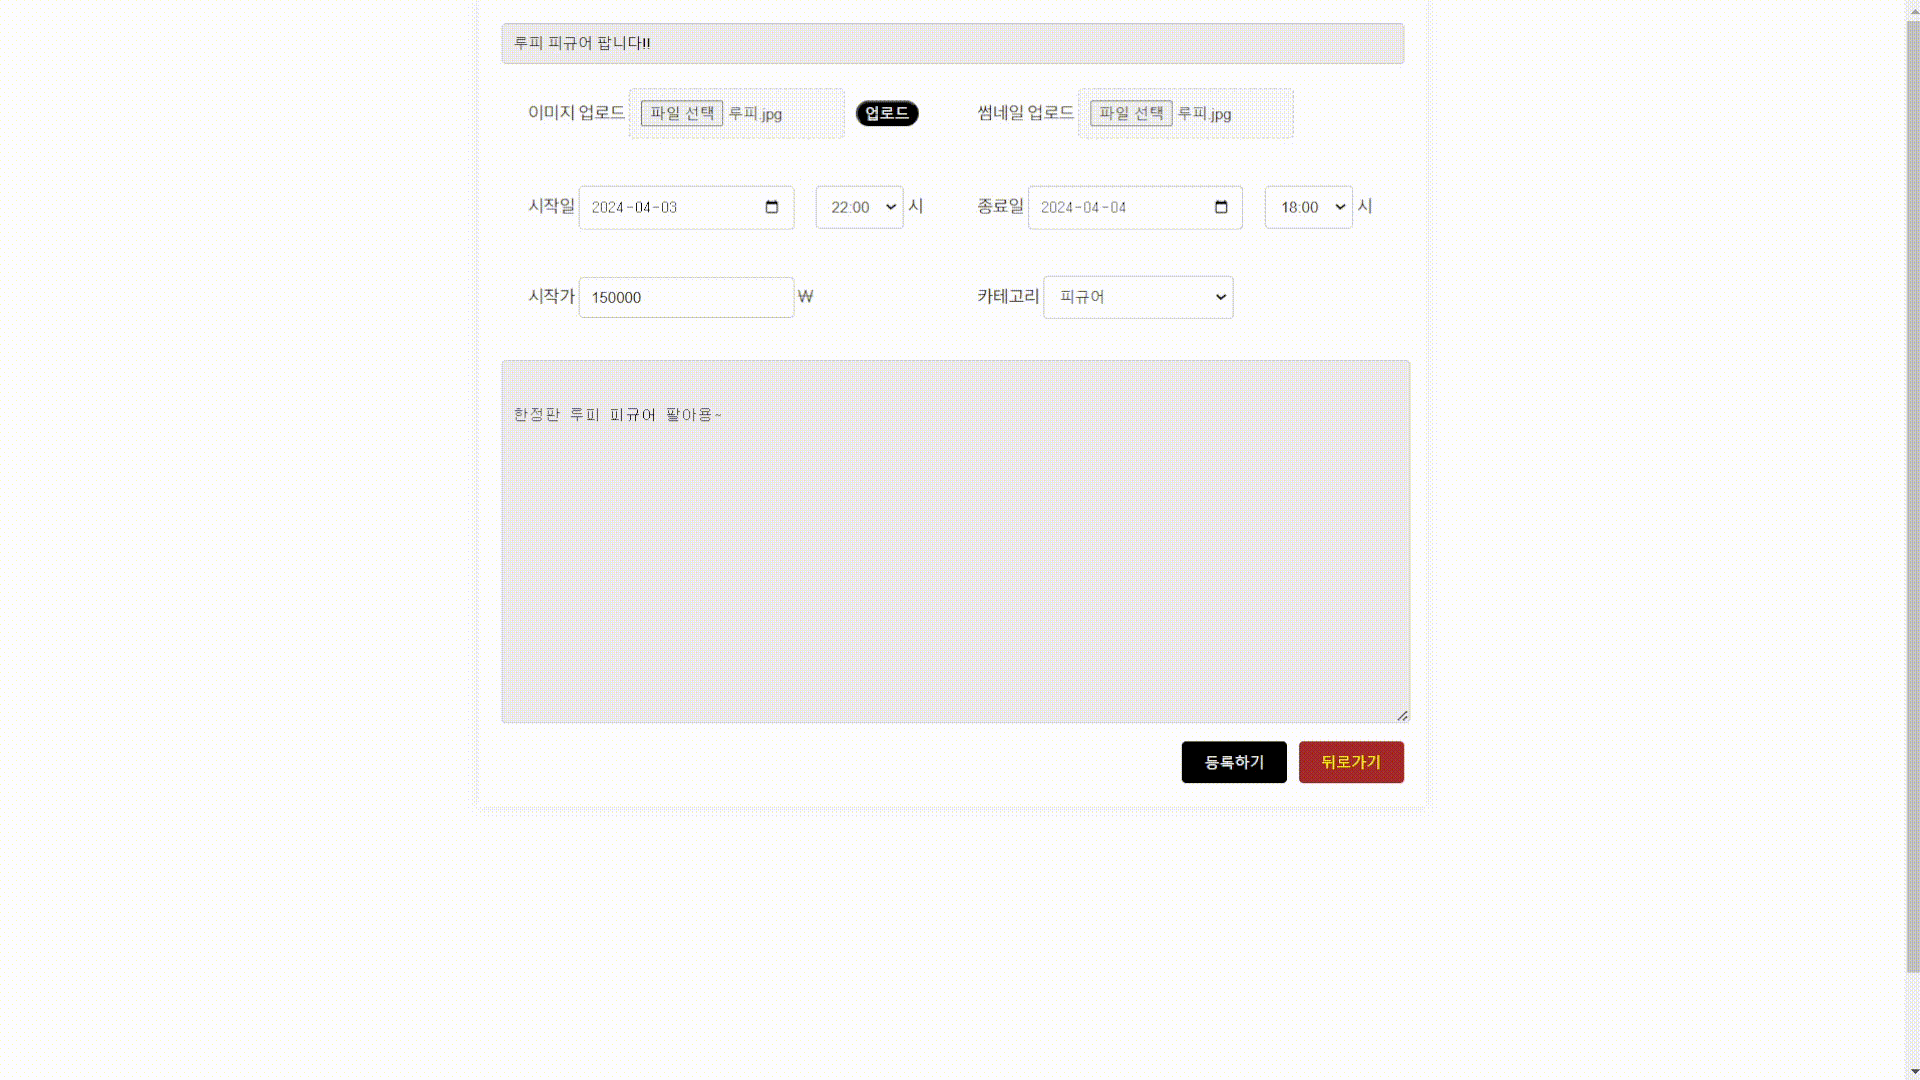 루피 피규어 팝니다!!
이미지 업로드 파일 선택 루피.jpg 업로드 썸네일 업로드 파일 선택 루피.jpg
시작일 2024-04-03 22:00 시 종료일 2024-04-04 18:00 시
시작가 150000 ₩ 카테고리 피규어
한정판 루피 피규어 팔아용~
등록하기 뒤로가기